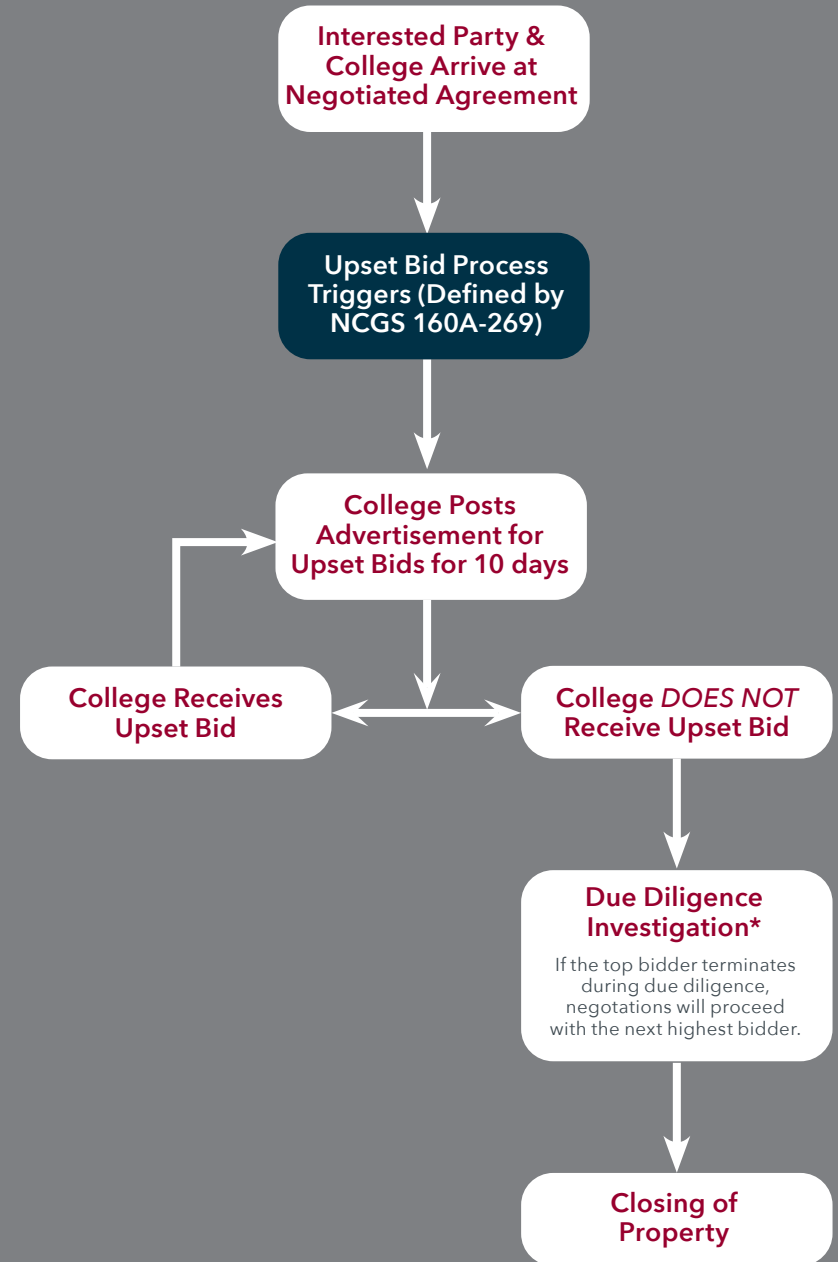 Interested Party &
College Arrive at
Negotiated Agreement
Upset Bid Process
Triggers (Defined by
NCGS 160A-269)
College Posts
Advertisement for
Upset Bids for 10 days
College Receives
Upset Bid
College DOES NOT
Receive Upset Bid
Due Diligence
Investigation*
If the top bidder terminates
during due diligence,
negotations will proceed
with the next highest bidder.
Closing of
Property